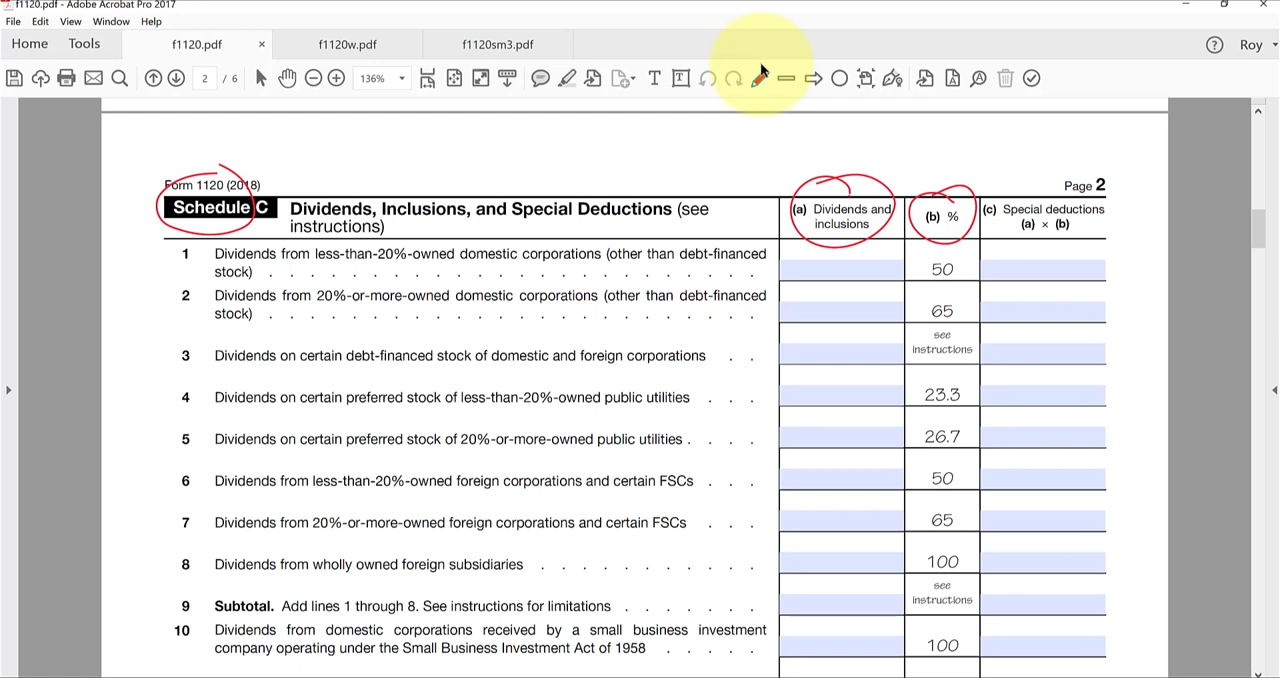 f1120.pdf - Adobe Acrobat Pro 2017
File Edit View Window Help
Home Tools f1120.pdf × f1120w.pdf f1120sm3.pdf ? Roy
2 / 6 136%
Form 1120 (2018) Page 2
Schedule C Dividends, Inclusions, and Special Deductions (see instructions)
(a) Dividends and
inclusions
(b) %
(c) Special deductions
(a) × (b)
1 Dividends from less-than-20%-owned domestic corporations (other than debt-financed
stock) . . . . . . . . . . . . . . . . . . . . . . . . 50
2 Dividends from 20%-or-more-owned domestic corporations (other than debt-financed
stock) . . . . . . . . . . . . . . . . . . . . . . . . 65
3 Dividends on certain debt-financed stock of domestic and foreign corporations . . see
instructions
4 Dividends on certain preferred stock of less-than-20%-owned public utilities . . . 23.3
5 Dividends on certain preferred stock of 20%-or-more-owned public utilities . . . . 26.7
6 Dividends from less-than-20%-owned foreign corporations and certain FSCs . . . 50
7 Dividends from 20%-or-more-owned foreign corporations and certain FSCs . . . 65
8 Dividends from wholly owned foreign subsidiaries . . . . . . . . . . . 100
9 Subtotal. Add lines 1 through 8. See instructions for limitations . . . . . . . see
instructions
10 Dividends from domestic corporations received by a small business investment
company operating under the Small Business Investment Act of 1958 . . . . . 100